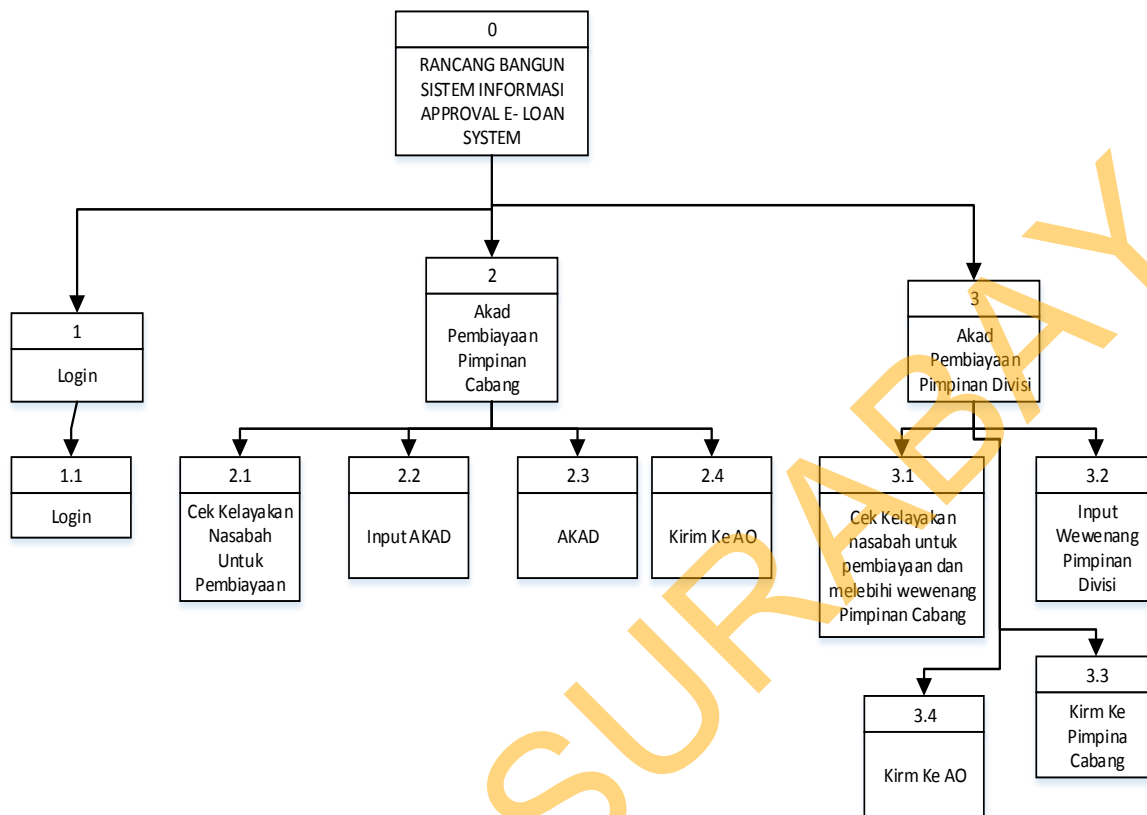 0
RANCANG BANGUN
SISTEM INFORMASI
APPROVAL E- LOAN
SYSTEM
1
Login
2
Akad
Pembiayaan
Pimpinan
Cabang
3
Akad
Pembiayaan
Pimpinan Divisi
1.1
Login
2.1
Cek Kelayakan
Nasabah
Untuk
Pembiayaan
2.2
Input AKAD
2.3
AKAD
2.4
Kirim Ke AO
3.1
Cek Kelayakan
nasabah untuk
pembiayaan dan
melebihi wewenang
Pimpinan Cabang
3.2
Input
Wewenang
Pimpinan
Divisi
3.3
Kirm Ke
Pimpina
Cabang
3.4
Kirm Ke AO
SURABAY